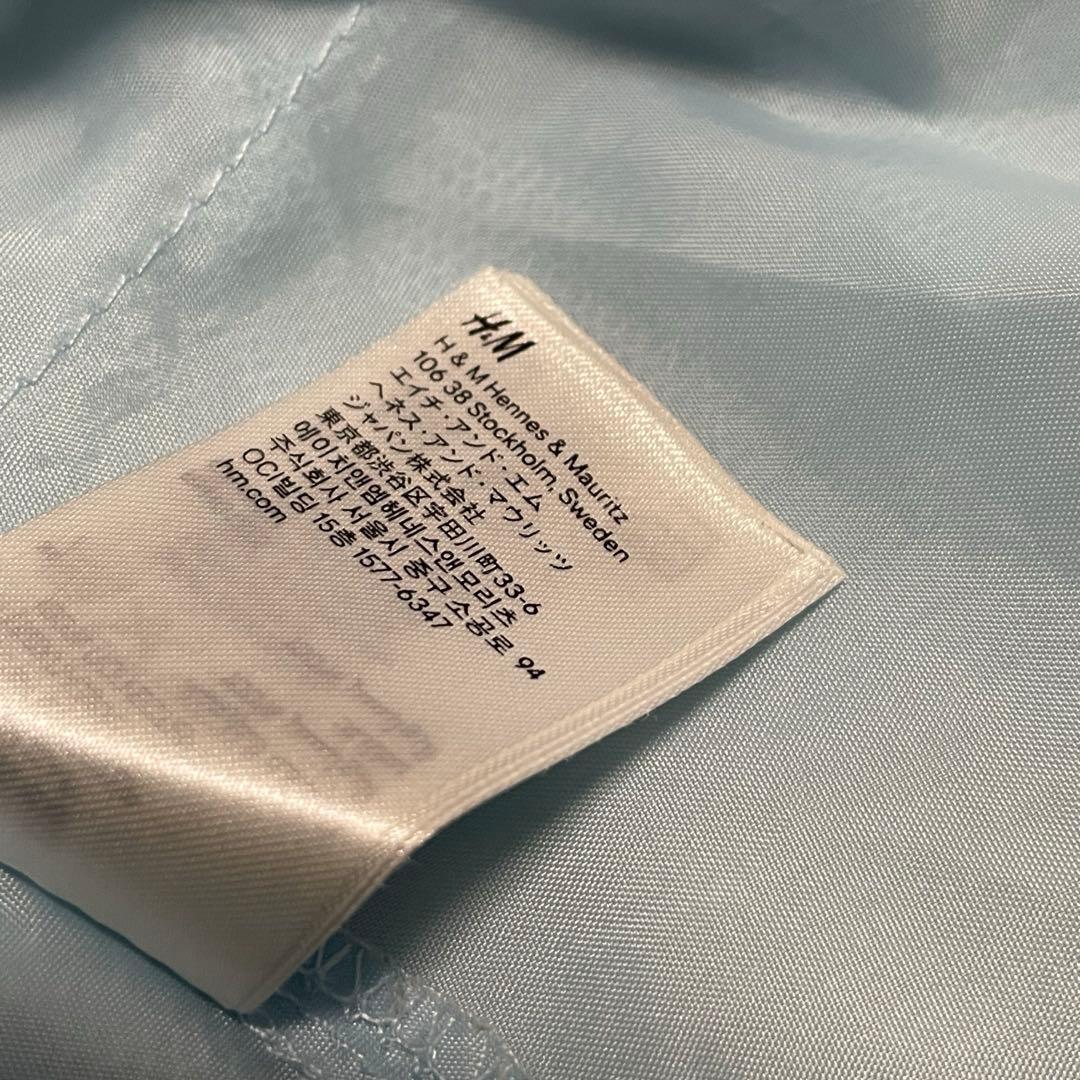 H&M
H & M Hennes & Mauritz
106 38 Stockholm, Sweden
エイチ・アンド・エム
ヘネス・アンド・マウリッツ
ジャパン株式会社
東京都渋谷区宇田川町33-6
에이치앤엠헤네스앤모리츠
주식회사 서울시 중구 소공로 94
OCI빌딩 15층 1577-6347
hm.com